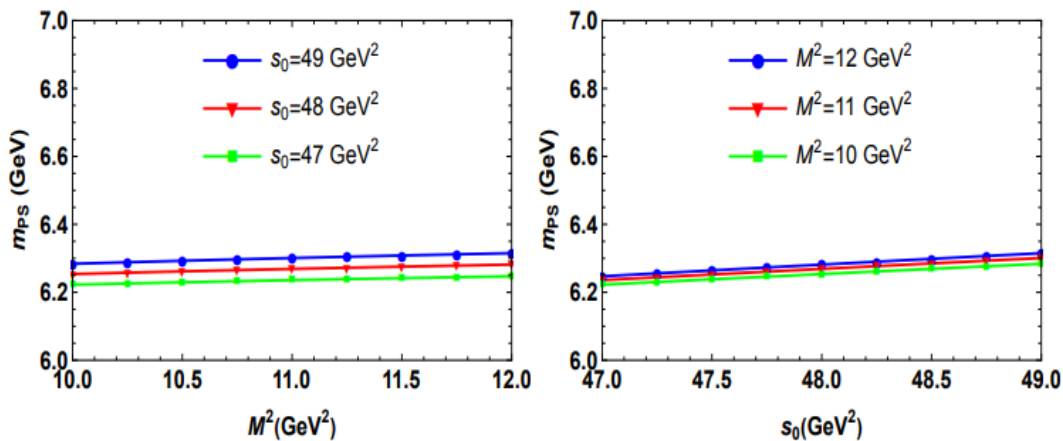 7.0
6.8
6.6
6.4
6.2
6.0
m_PS (GeV)
s₀=49 GeV²
s₀=48 GeV²
s₀=47 GeV²
10.0 10.5 11.0 11.5 12.0
M²(GeV²)
7.0
6.8
6.6
6.4
6.2
6.0
m_PS (GeV)
M²=12 GeV²
M²=11 GeV²
M²=10 GeV²
47.0 47.5 48.0 48.5 49.0
s₀(GeV²)